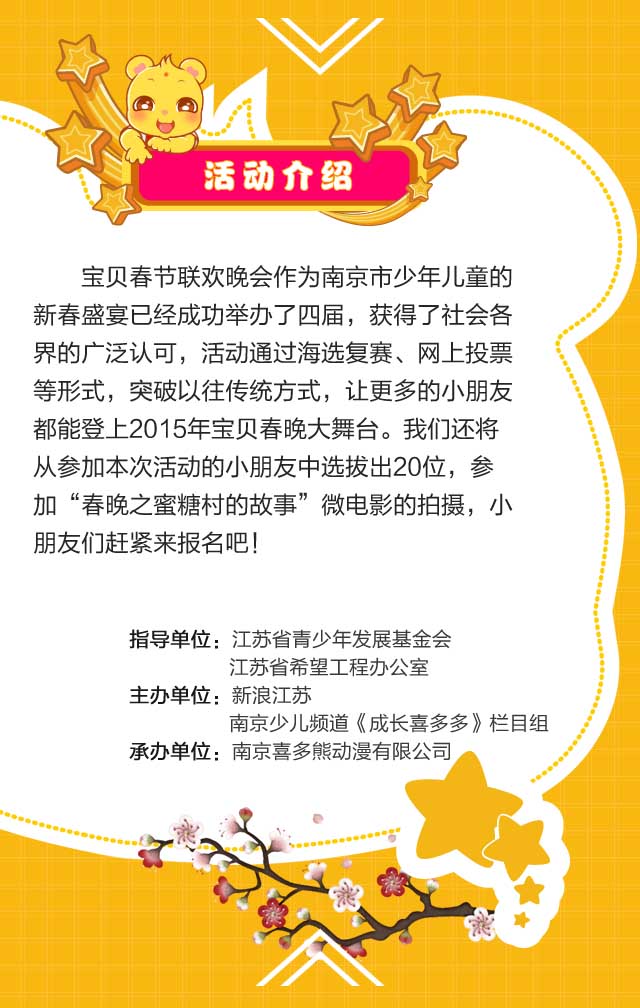 活动介绍
宝贝春节联欢晚会作为南京市少年儿童的
新春盛宴已经成功举办了四届，获得了社会各
界的广泛认可，活动通过海选复赛、网上投票
等形式，突破以往传统方式，让更多的小朋友
都能登上2015年宝贝春晚大舞台。我们还将
从参加本次活动的小朋友中选拔出20位，参
加“春晚之蜜糖村的故事”微电影的拍摄，小
朋友们赶紧来报名吧！
指导单位：江苏省青少年发展基金会
江苏省希望工程办公室
主办单位：新浪江苏
南京少儿频道《成长喜多多》栏目组
承办单位：南京喜多熊动漫有限公司